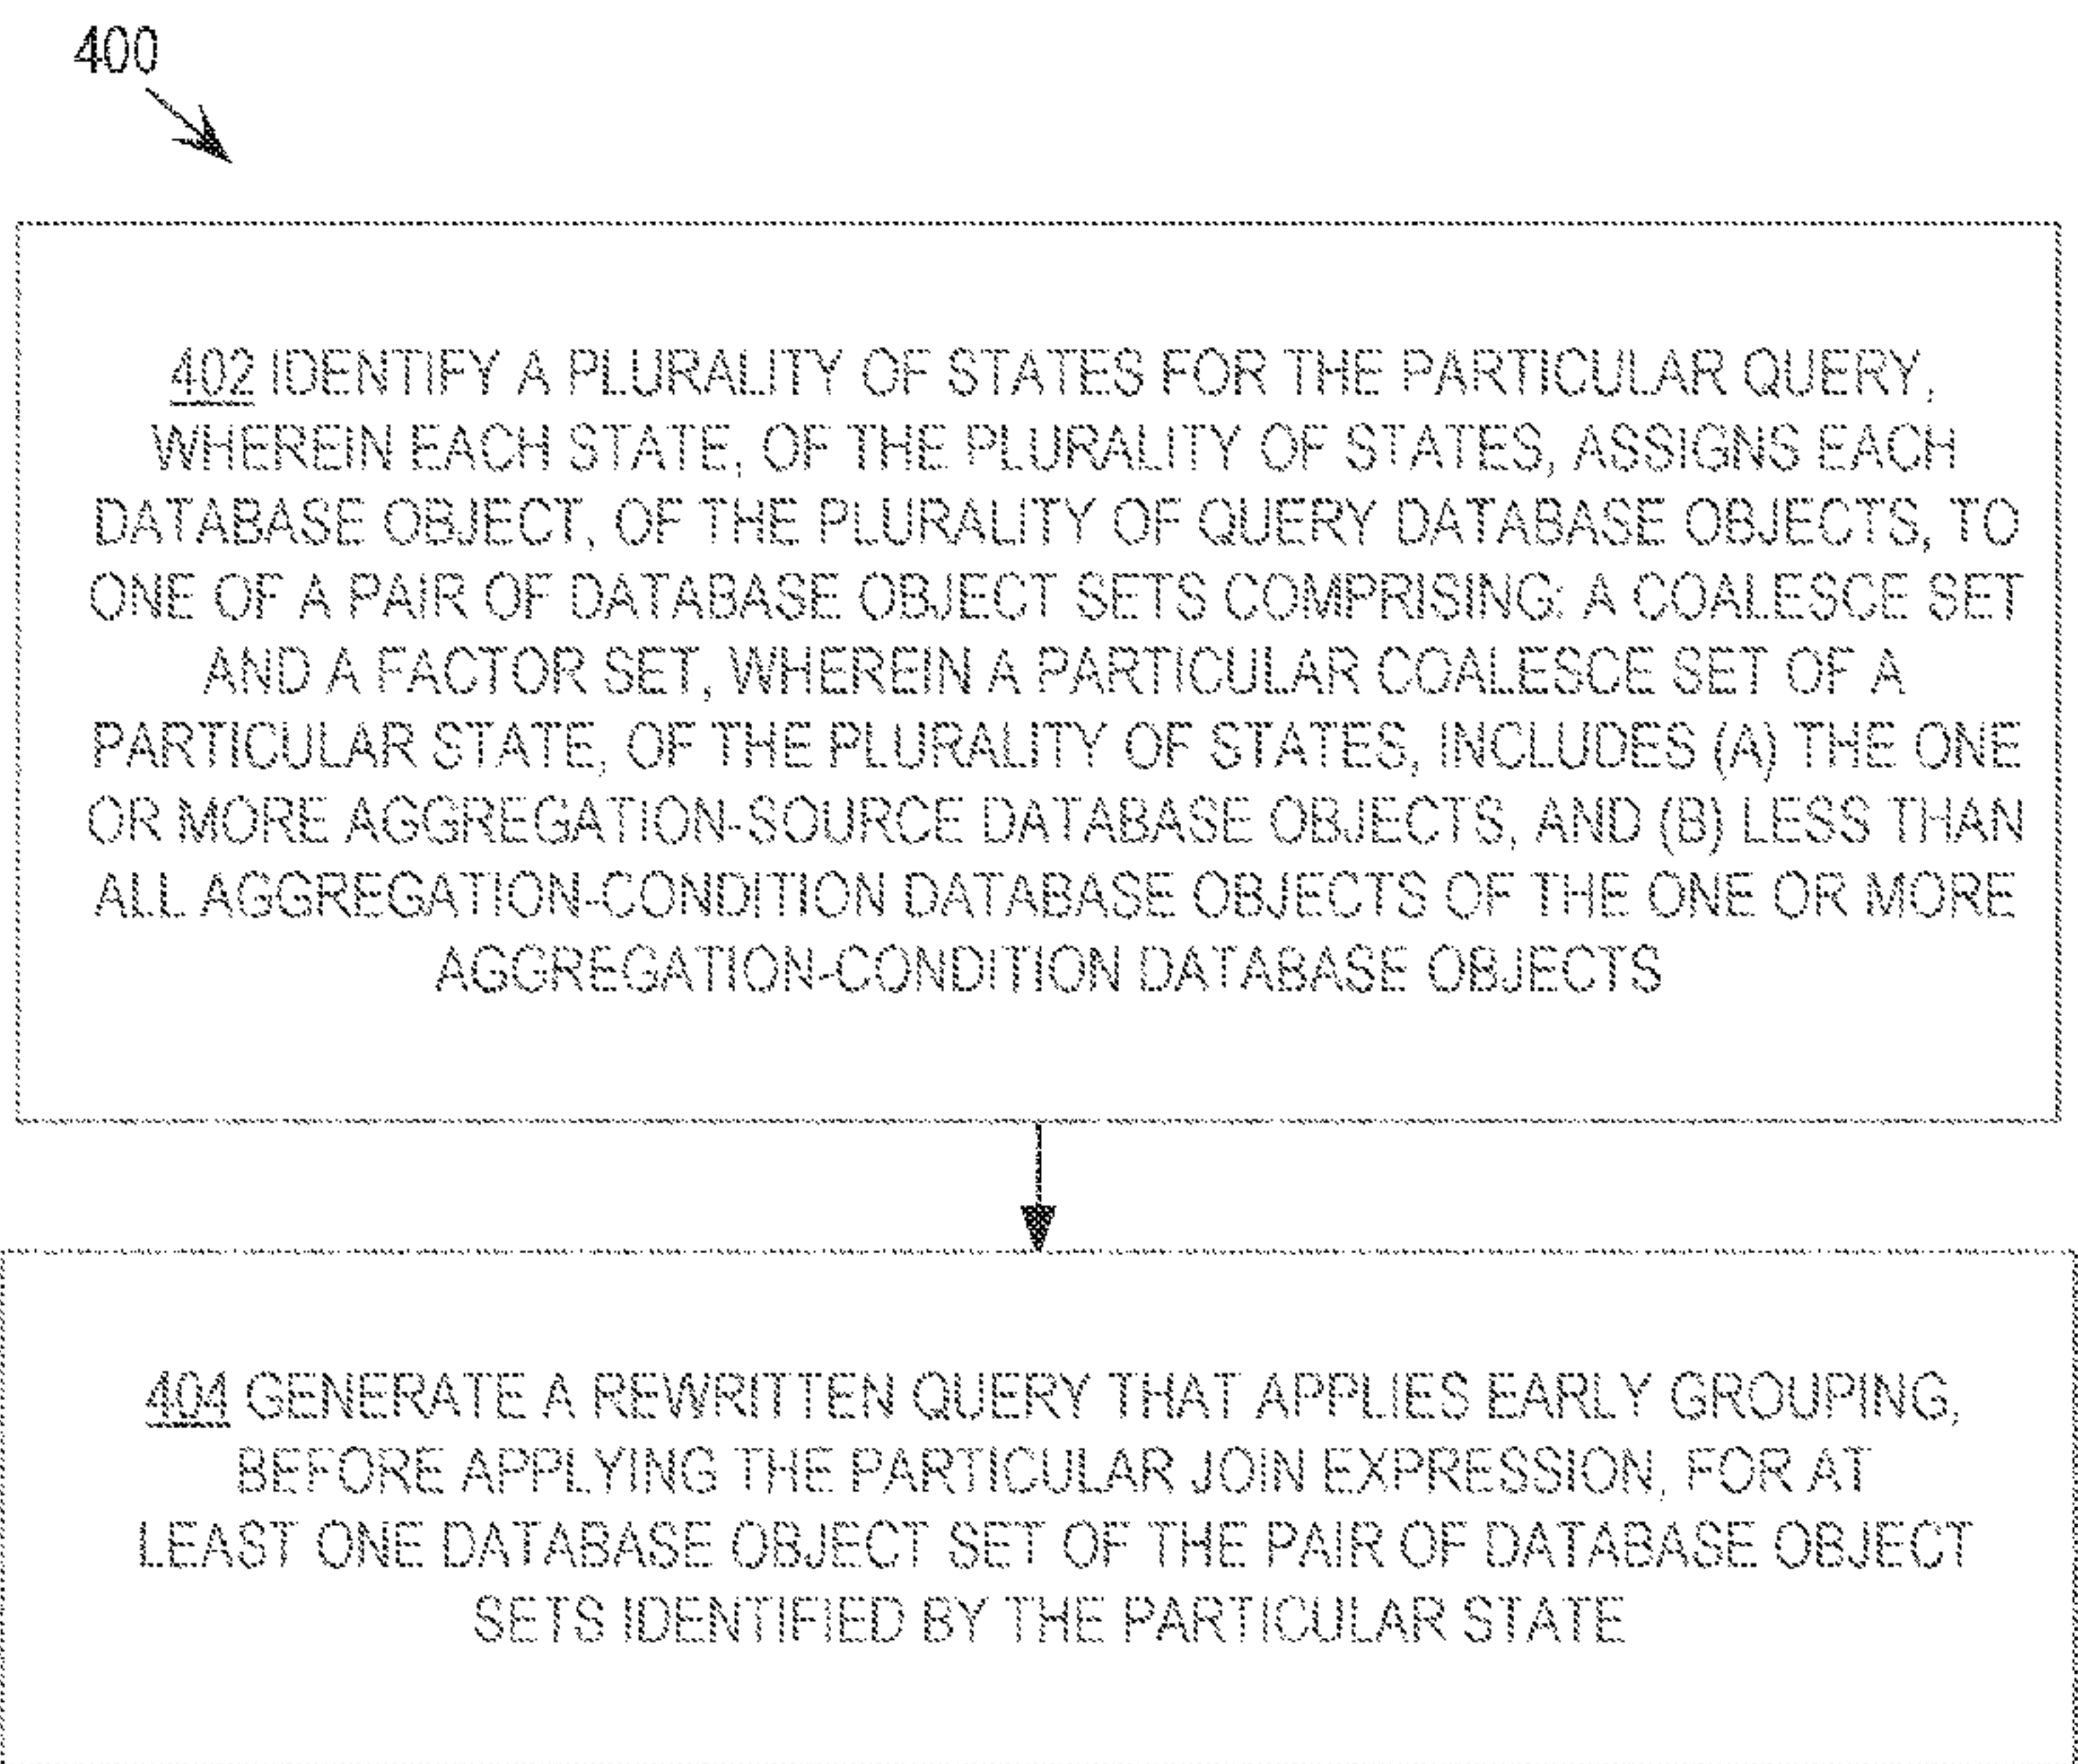 400
402 IDENTIFY A PLURALITY OF STATES FOR THE PARTICULAR QUERY,
WHEREIN EACH STATE, OF THE PLURALITY OF STATES, ASSIGNS EACH
DATABASE OBJECT, OF THE PLURALITY OF QUERY DATABASE OBJECTS, TO
ONE OF A PAIR OF DATABASE OBJECT SETS COMPRISING: A COALESCE SET
AND A FACTOR SET, WHEREIN A PARTICULAR COALESCE SET OF A
PARTICULAR STATE, OF THE PLURALITY OF STATES, INCLUDES (A) THE ONE
OR MORE AGGREGATION-SOURCE DATABASE OBJECTS, AND (B) LESS THAN
ALL AGGREGATION-CONDITION DATABASE OBJECTS OF THE ONE OR MORE
AGGREGATION-CONDITION DATABASE OBJECTS
404 GENERATE A REWRITTEN QUERY THAT APPLIES EARLY GROUPING,
BEFORE APPLYING THE PARTICULAR JOIN EXPRESSION, FOR AT
LEAST ONE DATABASE OBJECT SET OF THE PAIR OF DATABASE OBJECT
SETS IDENTIFIED BY THE PARTICULAR STATE